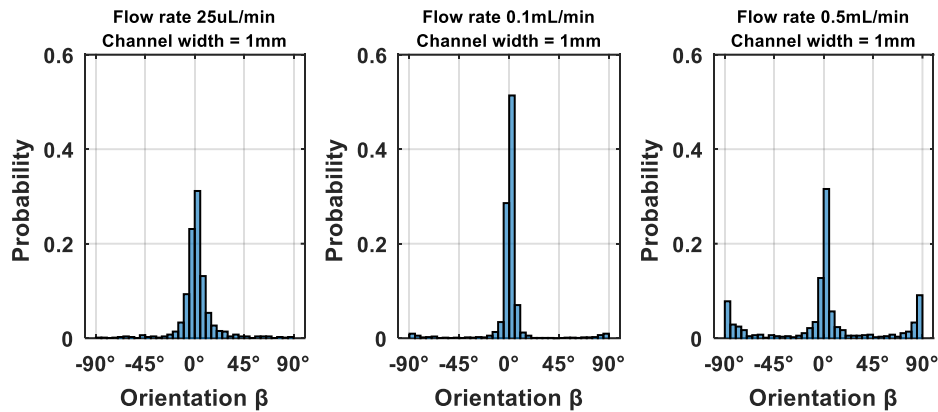 Flow rate 25uL/min
Channel width = 1mm
0.6
0.4
0.2
0
Probability
-90° -45° 0° 45° 90°
Orientation β
Flow rate 0.1mL/min
Channel width = 1mm
0.6
0.4
0.2
0
Probability
-90° -45° 0° 45° 90°
Orientation β
Flow rate 0.5mL/min
Channel width = 1mm
0.6
0.4
0.2
0
Probability
-90° -45° 0° 45° 90°
Orientation β